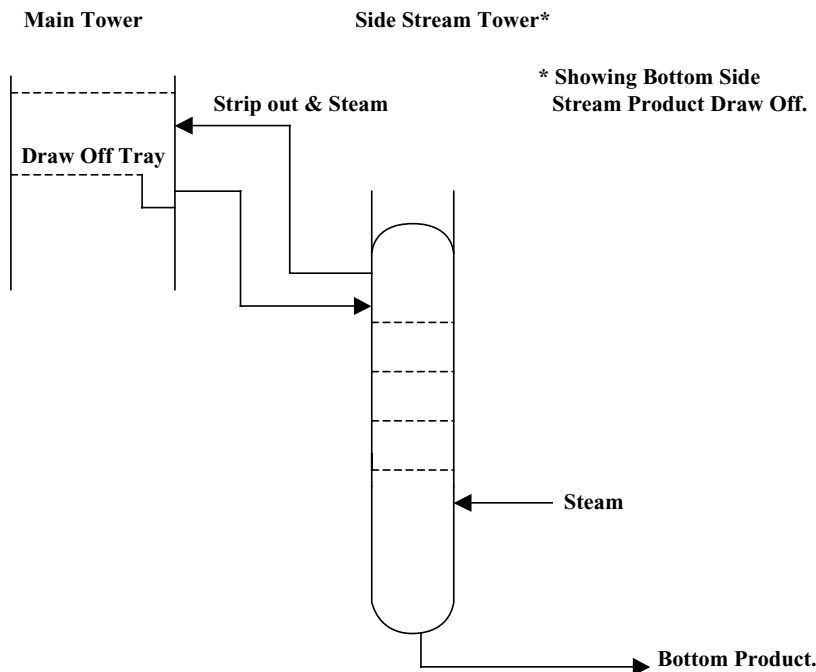 Main Tower
Side Stream Tower*
* Showing Bottom Side
Stream Product Draw Off.
Strip out & Steam
Draw Off Tray
Steam
Bottom Product.